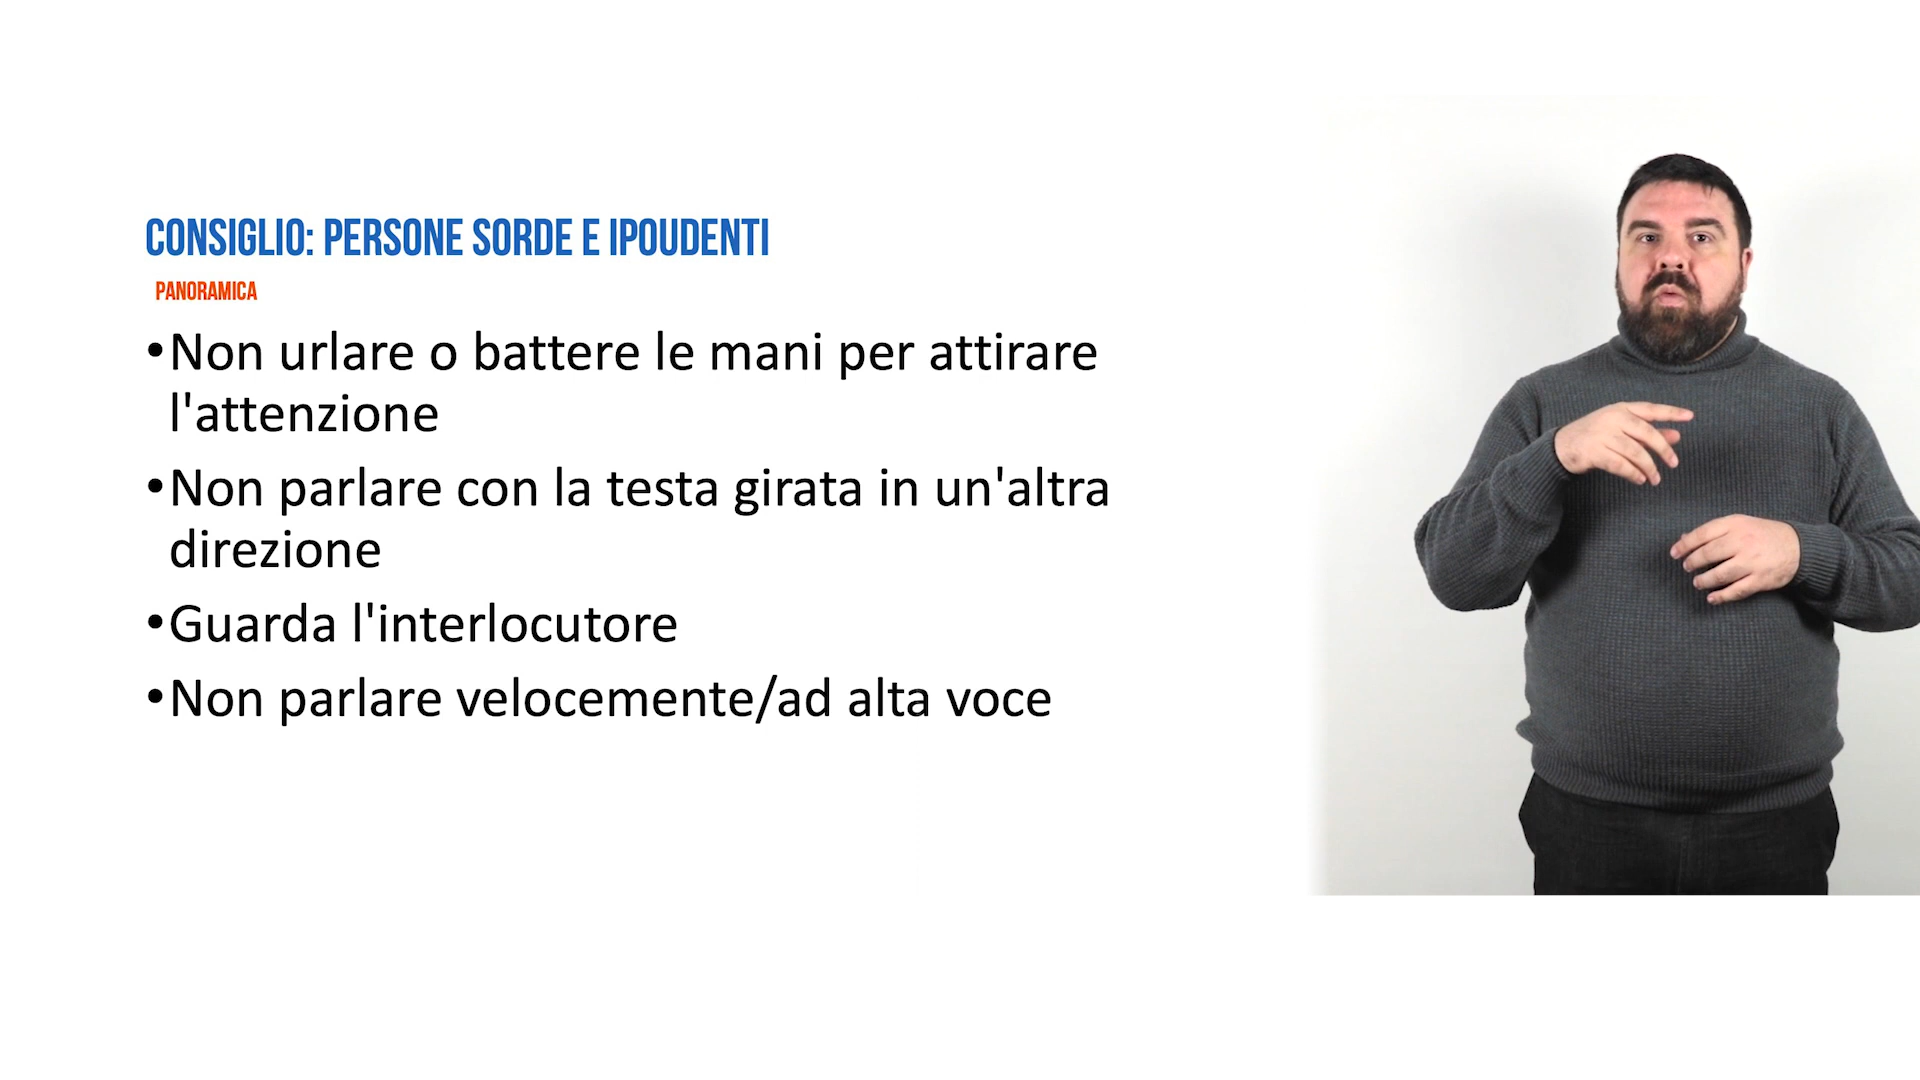 CONSIGLIO: PERSONE SORDE E IPOUDENTI
PANORAMICA
•Non urlare o battere le mani per attirare
l'attenzione
•Non parlare con la testa girata in un'altra
direzione
•Guarda l'interlocutore
•Non parlare velocemente/ad alta voce